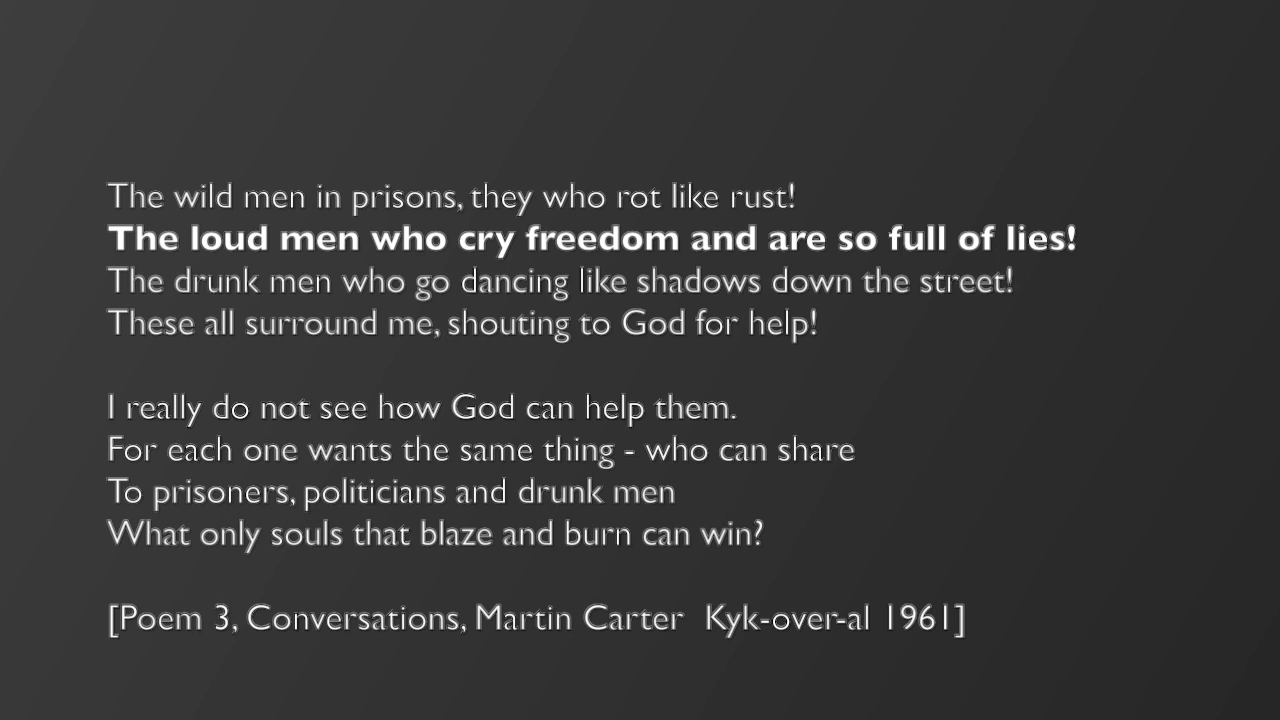 The wild men in prisons, they who rot like rust!
The loud men who cry freedom and are so full of lies!
The drunk men who go dancing like shadows down the street!
These all surround me, shouting to God for help!
I really do not see how God can help them.
For each one wants the same thing - who can share
To prisoners, politicians and drunk men
What only souls that blaze and burn can win?
[Poem 3, Conversations, Martin Carter  Kyk-over-al 1961]